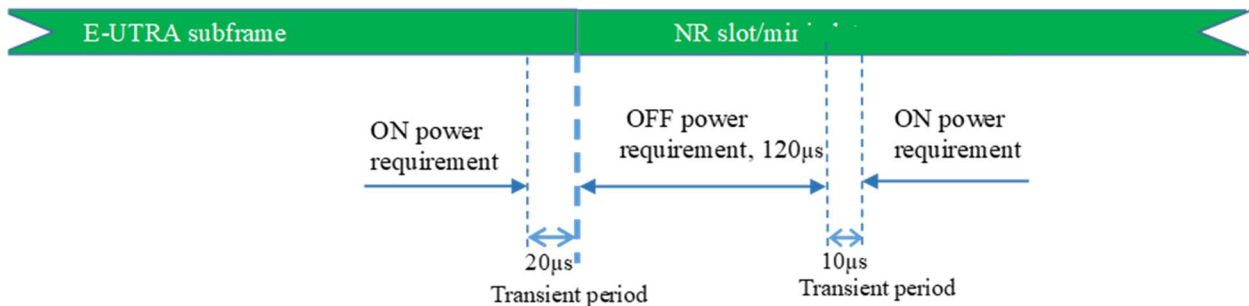 E-UTRA subframe
NR slot/
ON power
requirement
OFF power
requirement, 120µs
ON power
requirement
20µs
Transient period
10µs
Transient period